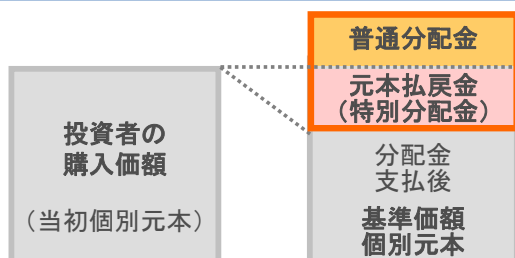 普通分配金
元本払戻金
（特別分配金）
投資者の
購入価額
（当初個別元本）
分配金
支払後
基準価額
個別元本